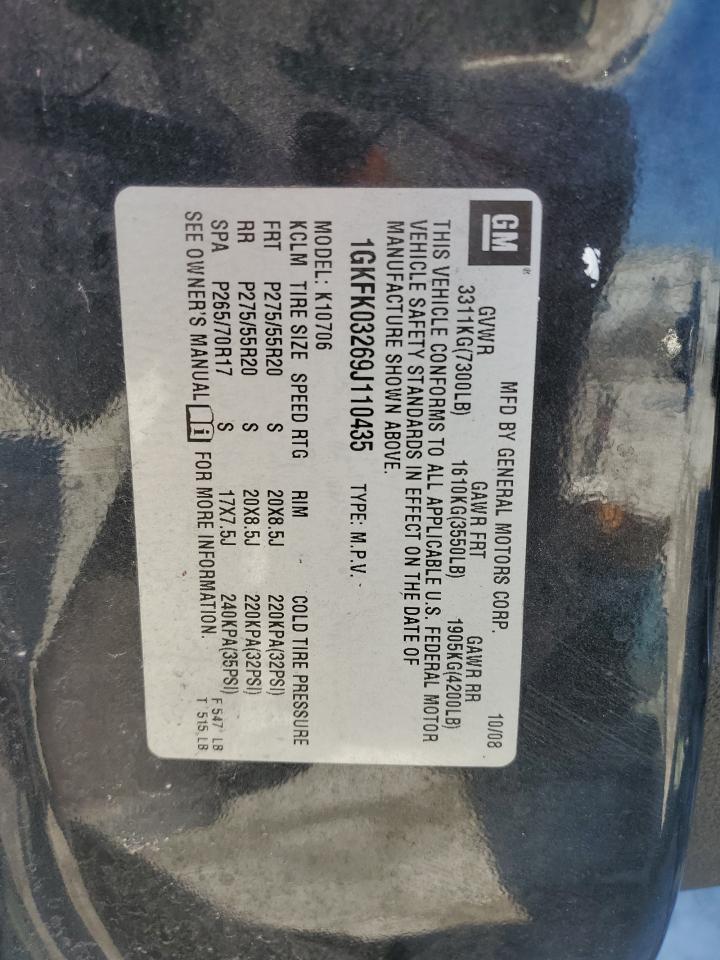 GM ®
MFD BY GENERAL MOTORS CORP. 10/08
GVWR GAWR FRT GAWR RR
3311KG(7300LB) 1610KG(3550LB) 1905KG(4200LB)
THIS VEHICLE CONFORMS TO ALL APPLICABLE U.S. FEDERAL MOTOR
VEHICLE SAFETY STANDARDS IN EFFECT ON THE DATE OF
MANUFACTURE SHOWN ABOVE.
1GKFK03269J110435 TYPE: M.P.V.
MODEL: K10706
KCLM TIRE SIZE SPEED RTG RIM COLD TIRE PRESSURE
FRT P275/55R20 S 20X8.5J 220KPA(32PSI)
RR P275/55R20 S 20X8.5J 220KPA(32PSI)
SPA P265/70R17 S 17X7.5J 240KPA(35PSI)
SEE OWNER'S MANUAL i FOR MORE INFORMATION.
F 547 LB
T 515 LB